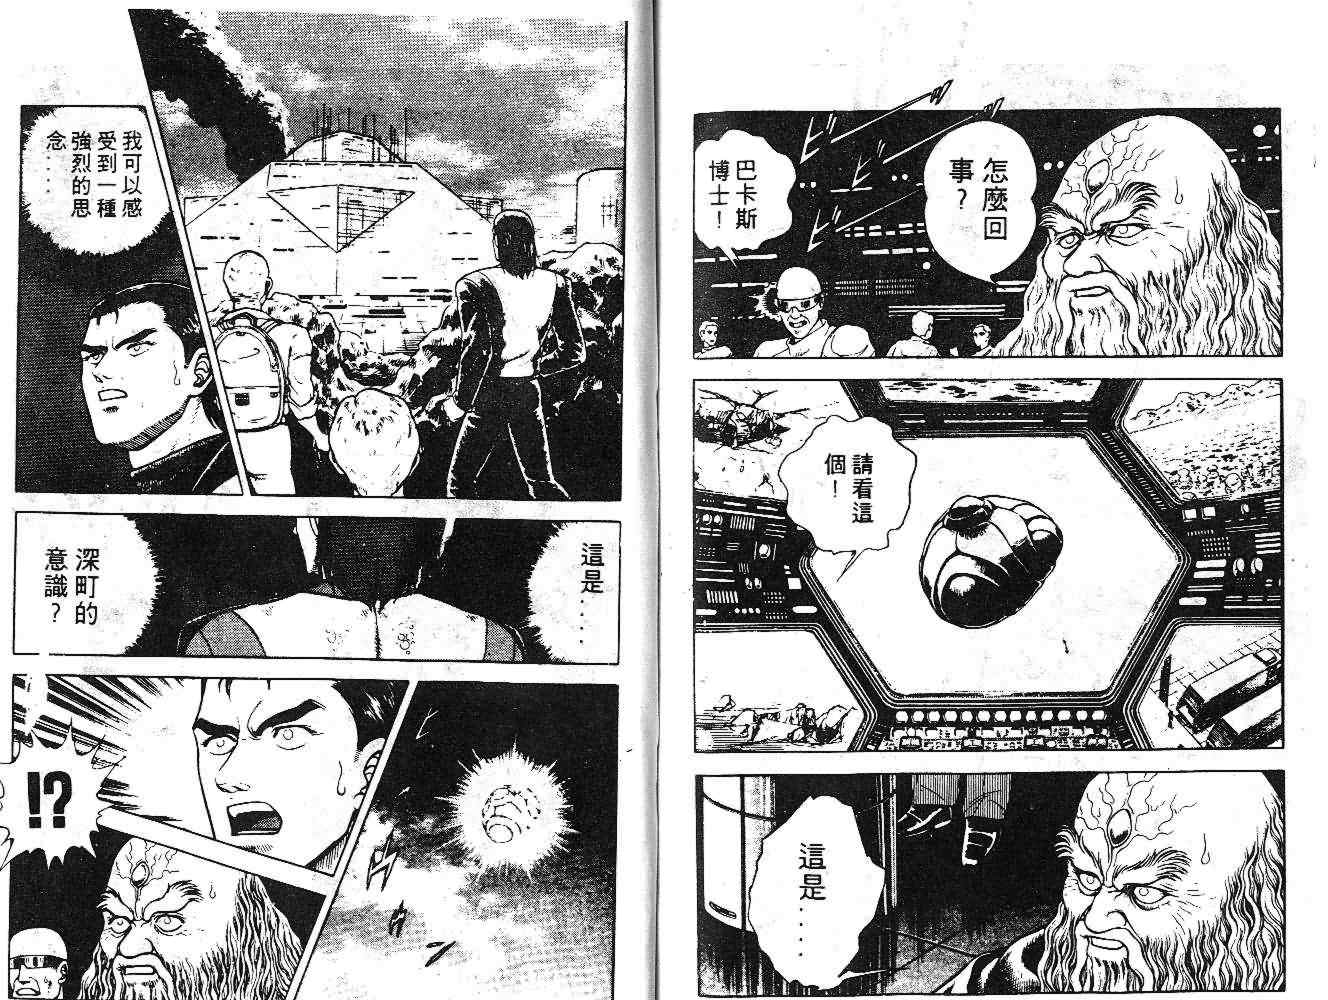 怎麼回
事？
巴卡斯
博士！
請看這
個！
這是……
我可以感
受到一種
強烈的思
念……
這是……
深町的
意識？
!?